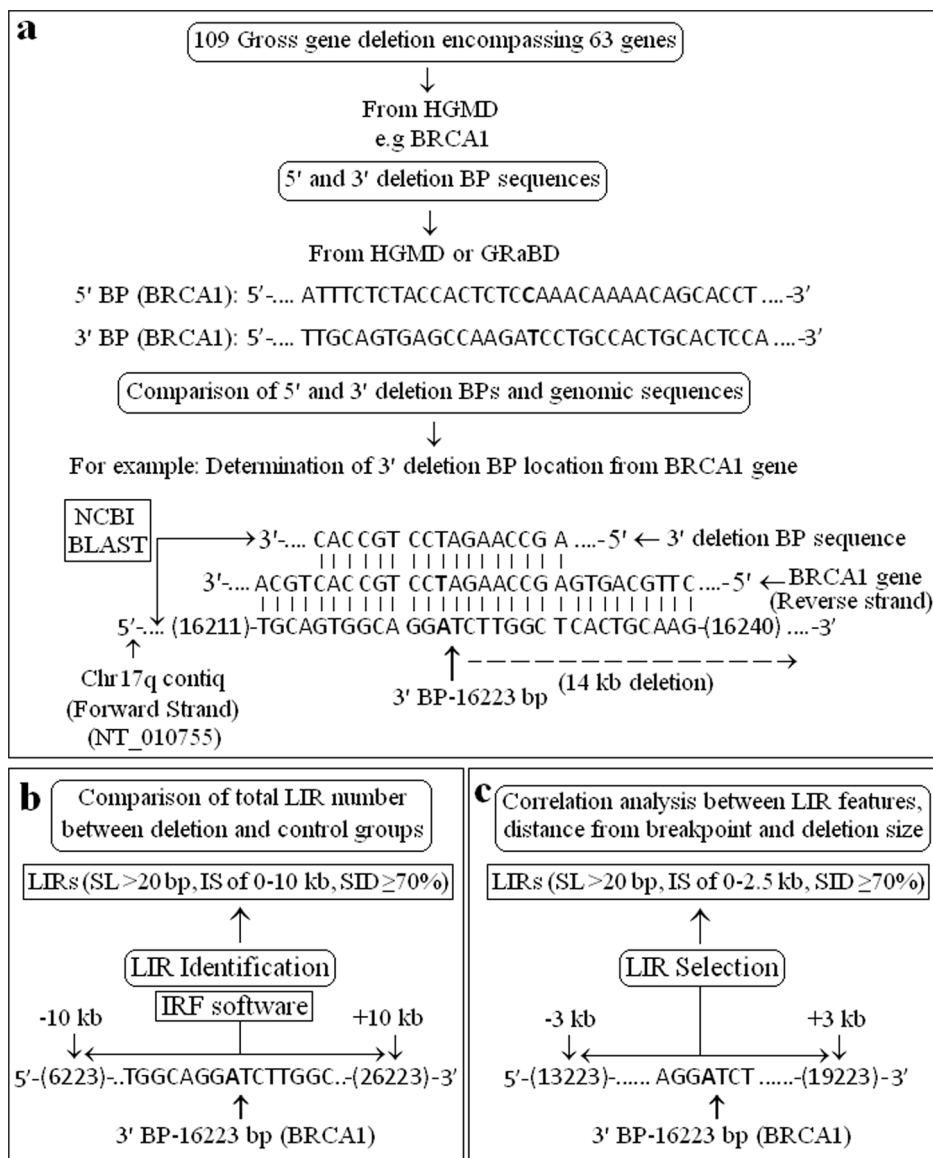 a
109 Gross gene deletion encompassing 63 genes
From HGMD
e.g BRCA1
5' and 3' deletion BP sequences
From HGMD or GRaBD
5' BP (BRCA1): 5'-.... ATTTCTCTACCACTCTCCAAACAAAACAGCACCT ....-3'
3' BP (BRCA1): 5'-.... TTGCAGTGAGCCAAGATCCTGCCACTGCACTCCA ....-3'
Comparison of 5' and 3' deletion BPs and genomic sequences
For example: Determination of 3' deletion BP location from BRCA1 gene
NCBI
BLAST
3'-.... CACCGT CCTAGAACCG A ....-5' ← 3' deletion BP sequence
3'-... ACGTCACCGT CCTAGAACCGAGTGACGTTC....-5' ←BRCA1 gene
(Reverse strand)
5'-.... (16211)-TGCAGTGGCA GGATCTTGGC TCACTGCAAG-(16240) ....-3'
Chr17q contiq
(Forward Strand)
(NT_010755)
3' BP-16223 bp
(14 kb deletion)
b
Comparison of total LIR number
between deletion and control groups
LIRs (SL >20 bp, IS of 0-10 kb, SID ≥70%)
LIR Identification
IRF software
-10 kb
+10 kb
5'-(6223)-..TGGCAGGATCTTGGC..-(26223)-3'
3' BP-16223 bp (BRCA1)
c
Correlation analysis between LIR features,
distance from breakpoint and deletion size
LIRs (SL >20 bp, IS of 0-2.5 kb, SID ≥70%)
LIR Selection
-3 kb
+3 kb
5'-(13223)-...... AGGATCT ......-(19223)-3'
3' BP-16223 bp (BRCA1)